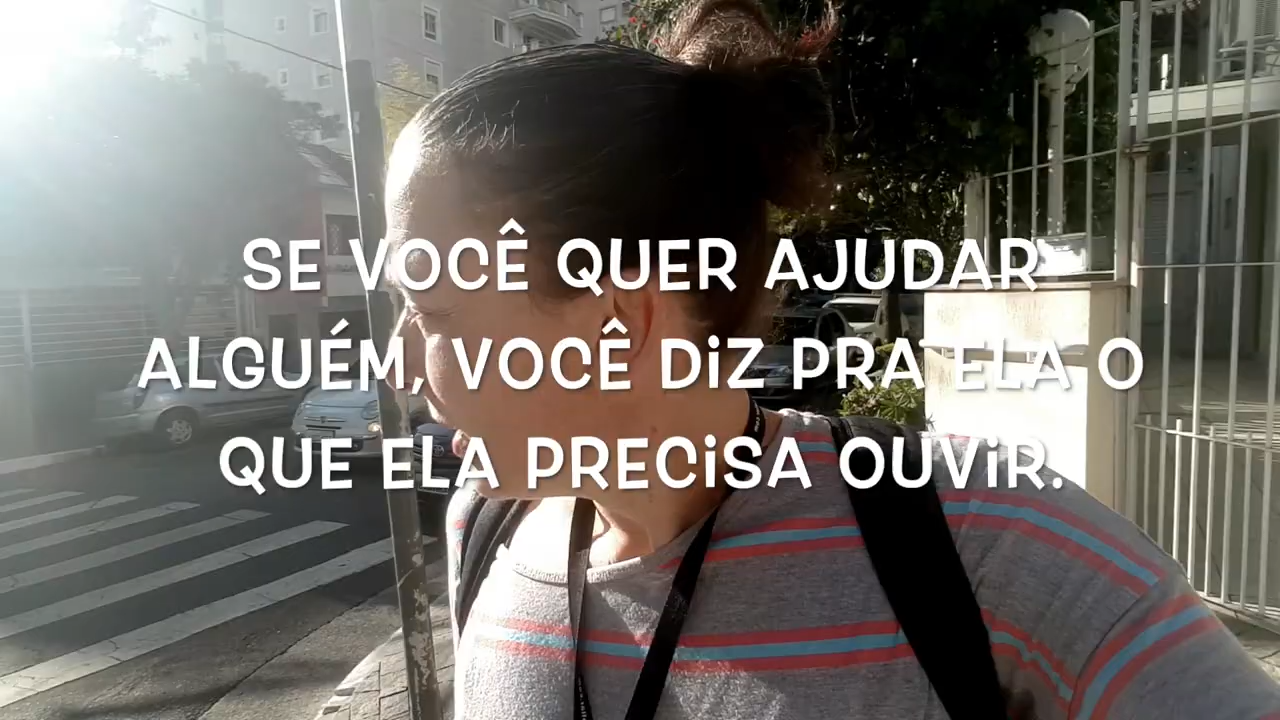 SE VOCÊ QUER AJUDAR
ALGUÉM, VOCÊ DIZ PRA ELA O
QUE ELA PRECISA OUVIR.